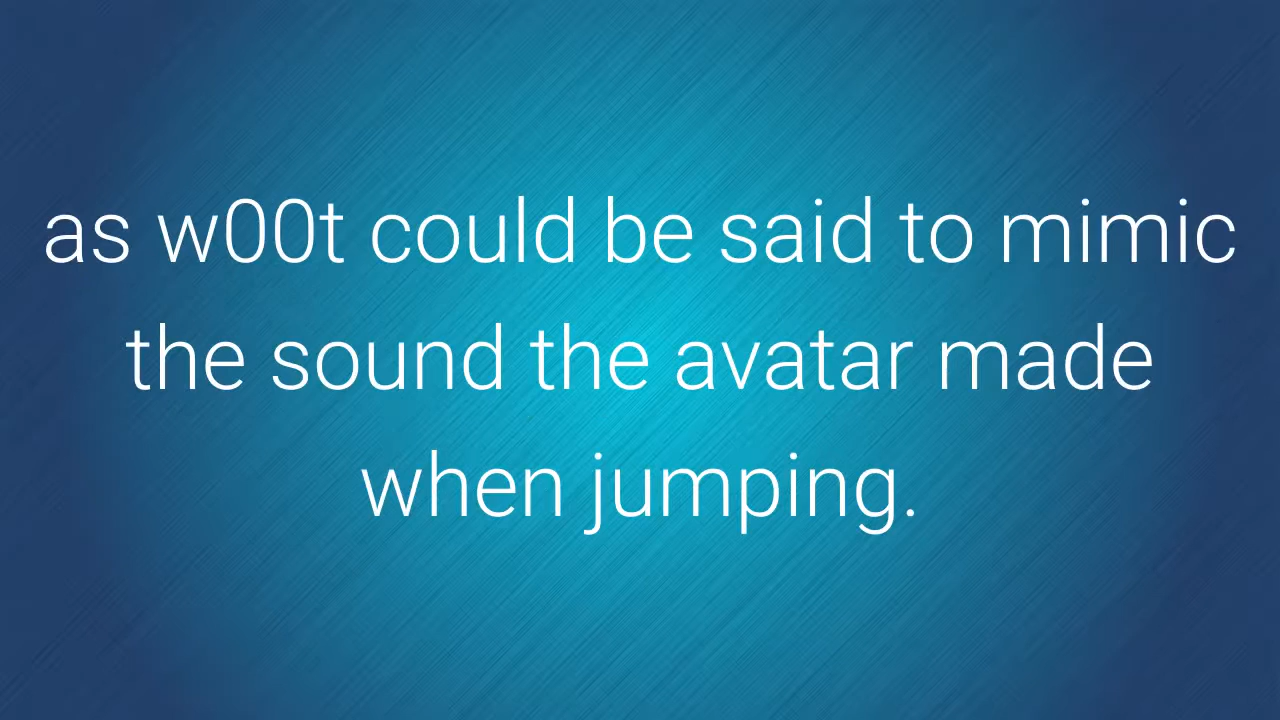 as w00t could be said to mimic
the sound the avatar made
when jumping.